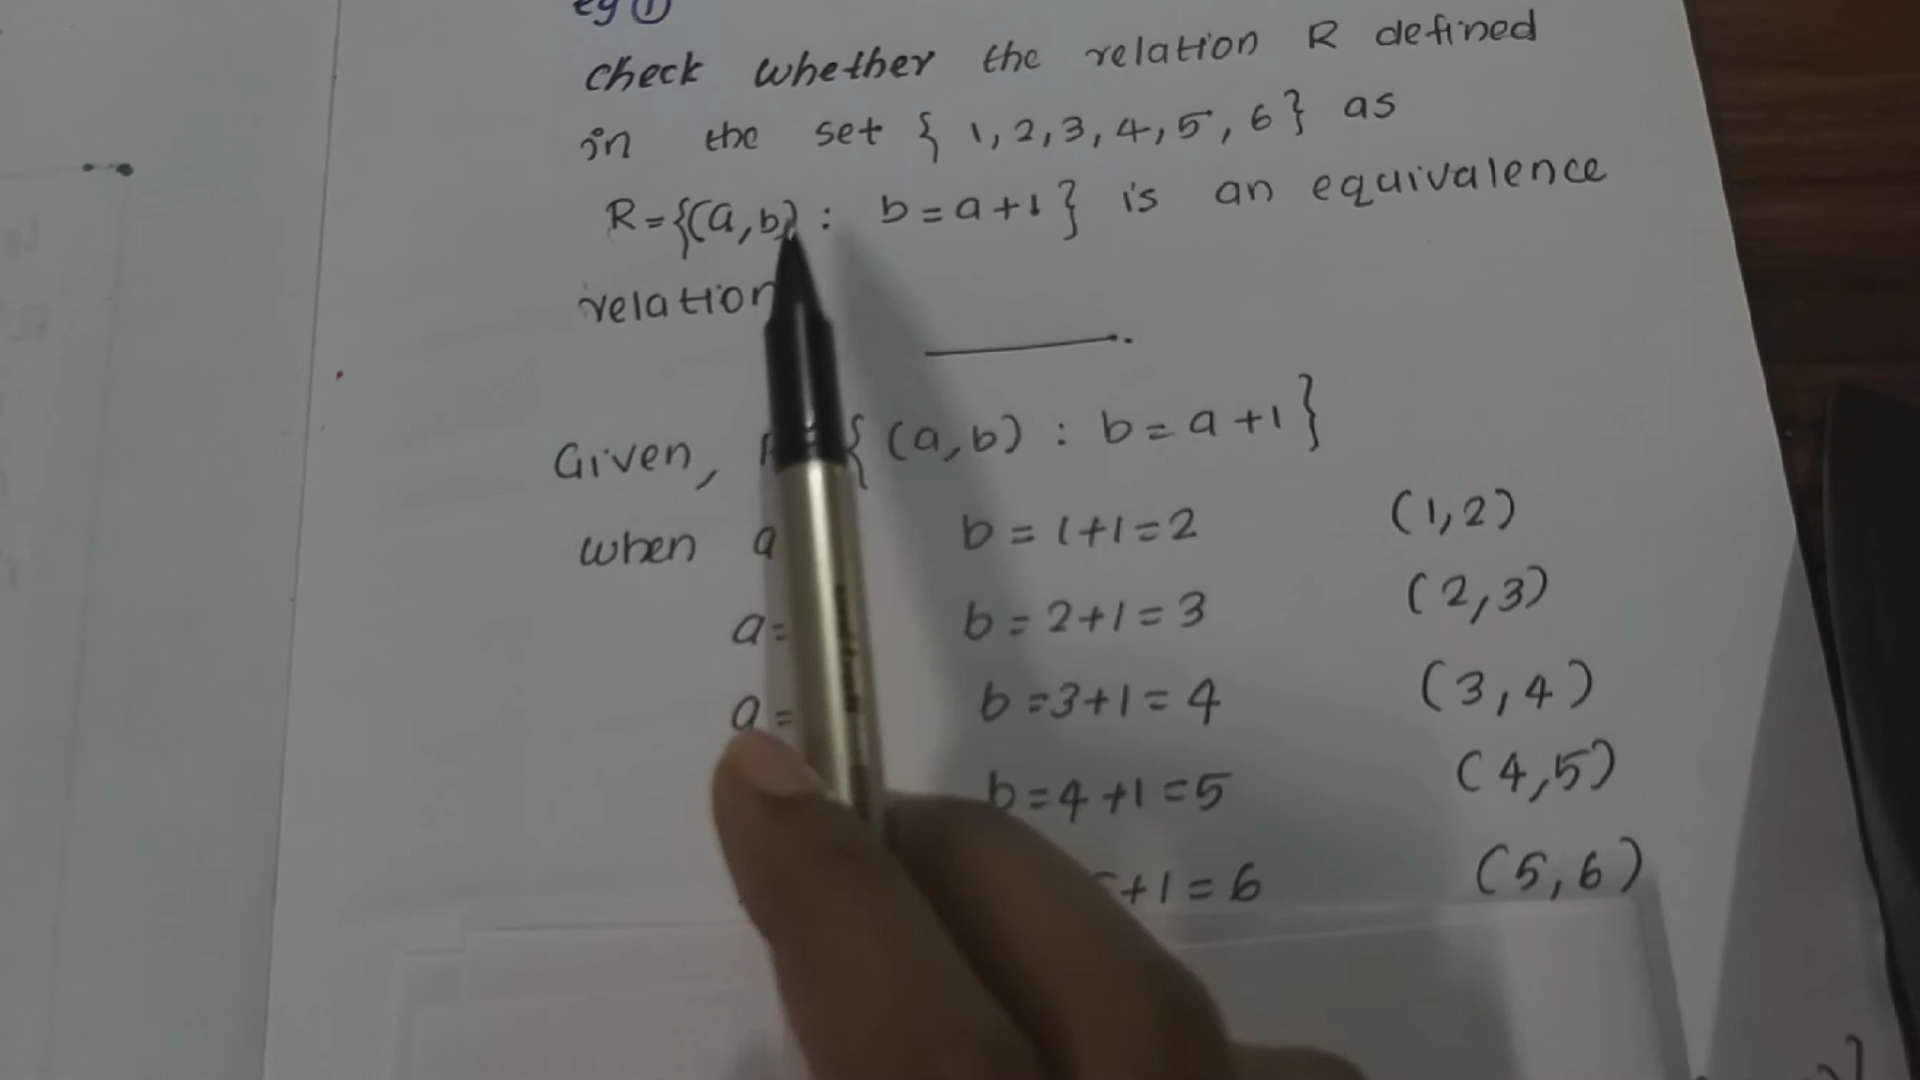 eg ①
check whether the relation R defined
in the set { 1, 2, 3, 4, 5, 6 } as
R = {(a, b) : b = a + 1 } is an equivalence
relation
Given, { (a, b) : b = a + 1 }
when a b = 1 + 1 = 2 (1, 2)
a = b = 2 + 1 = 3 (2, 3)
a = b = 3 + 1 = 4 (3, 4)
b = 4 + 1 = 5 (4, 5)
+ 1 = 6 (5, 6)